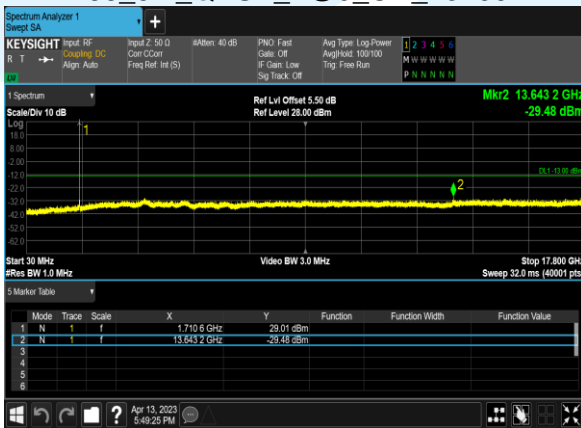 Spectrum Analyzer 1
Swept SA
KEYSIGHT Input: RF Input Z: 50 Ω #Atten: 40 dB PNO: Fast Avg Type: Log-Power 1 2 3 4 5 6
R T Coupling: DC Corr CCorr Gate: Off Avg|Hold: 100/100 M W W W W W
Align: Auto Freq Ref: Int (S) IF Gain: Low Trig: Free Run
LW Sig Track: Off P N N N N N
1 Spectrum Ref Lvl Offset 5.50 dB Mkr2 13.643 2 GHz
Scale/Div 10 dB Ref Level 28.00 dBm -29.48 dBm
Log
1
18.0
8.00
-2.00
-12.0 DL1 -13.00 dBm
-22.0 2
-32.0
-42.0
-52.0
-62.0
Start 30 MHz Video BW 3.0 MHz Stop 17.800 GHz
#Res BW 1.0 MHz Sweep 32.0 ms (40001 pts
5 Marker Table
Mode Trace Scale X Y Function Function Width Function Value
1 N 1 f 1.710 6 GHz 29.01 dBm
2 N 1 f 13.643 2 GHz -29.48 dBm
3
4
5
6
? Apr 13, 2023
5:49:25 PM